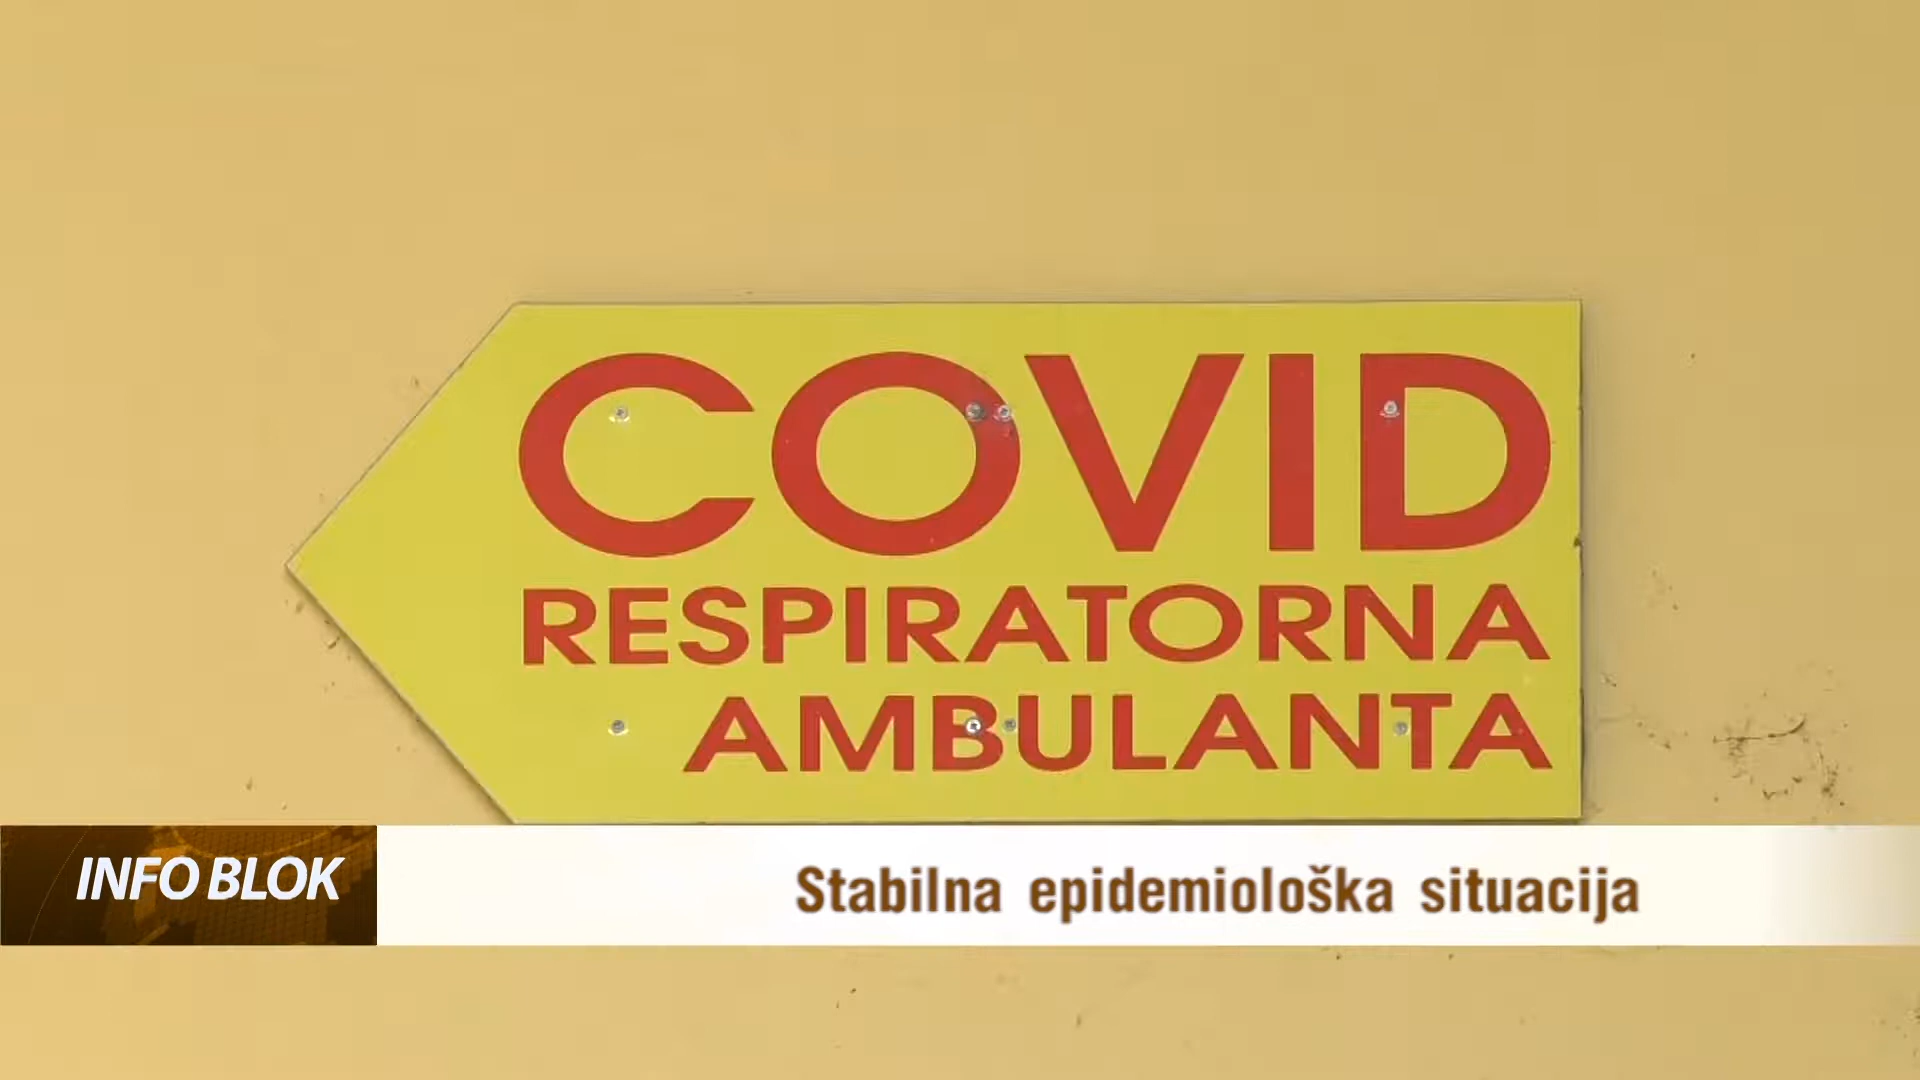 COVID
RESPIRATORNA
AMBULANTA
INFO BLOK
Stabilna epidemiološka situacija